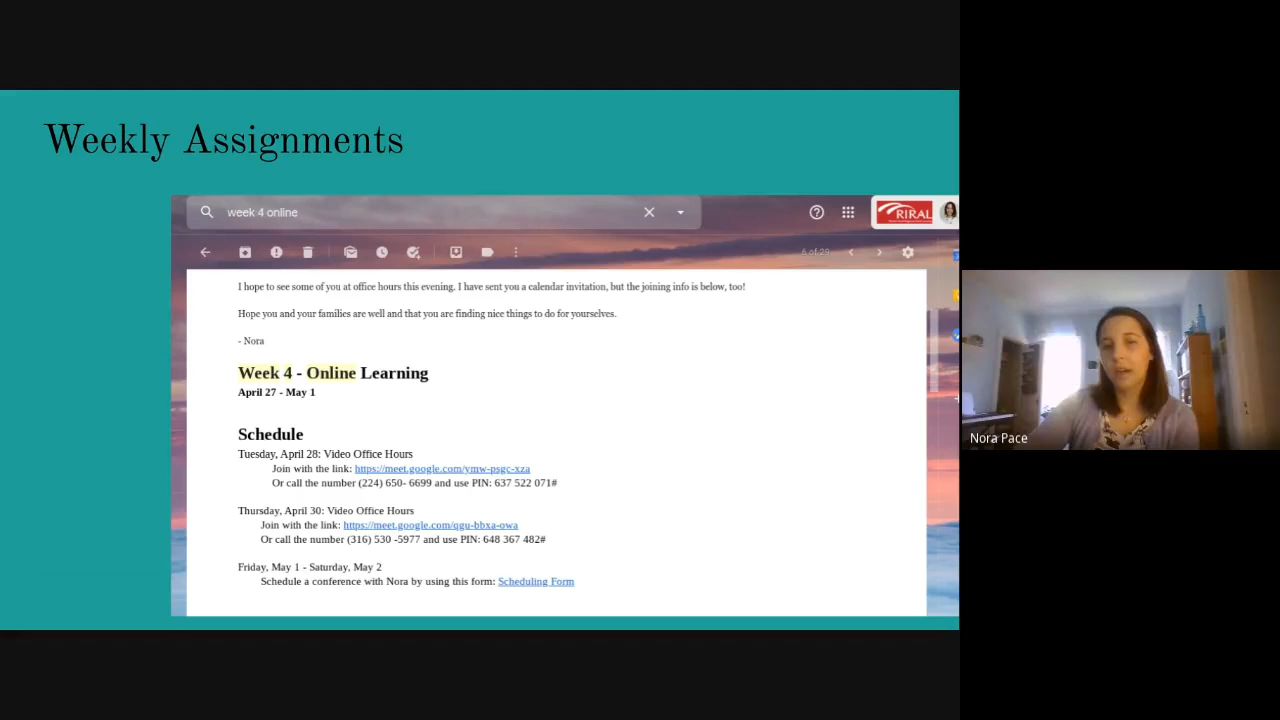 Weekly Assignments
week 4 online
RIRAL
6 of 29
I hope to see some of you at office hours this evening. I have sent you a calendar invitation, but the joining info is below, too!
Hope you and your families are well and that you are finding nice things to do for yourselves.
- Nora
Week 4 - Online Learning
April 27 - May 1
Schedule
Tuesday, April 28: Video Office Hours
Join with the link: https://meet.google.com/ymw-psgc-xza
Or call the number (224) 650- 6699 and use PIN: 637 522 071#
Thursday, April 30: Video Office Hours
Join with the link: https://meet.google.com/qgu-bbxa-owa
Or call the number (316) 530 -5977 and use PIN: 648 367 482#
Friday, May 1 - Saturday, May 2
Schedule a conference with Nora by using this form: Scheduling Form
Nora Pace